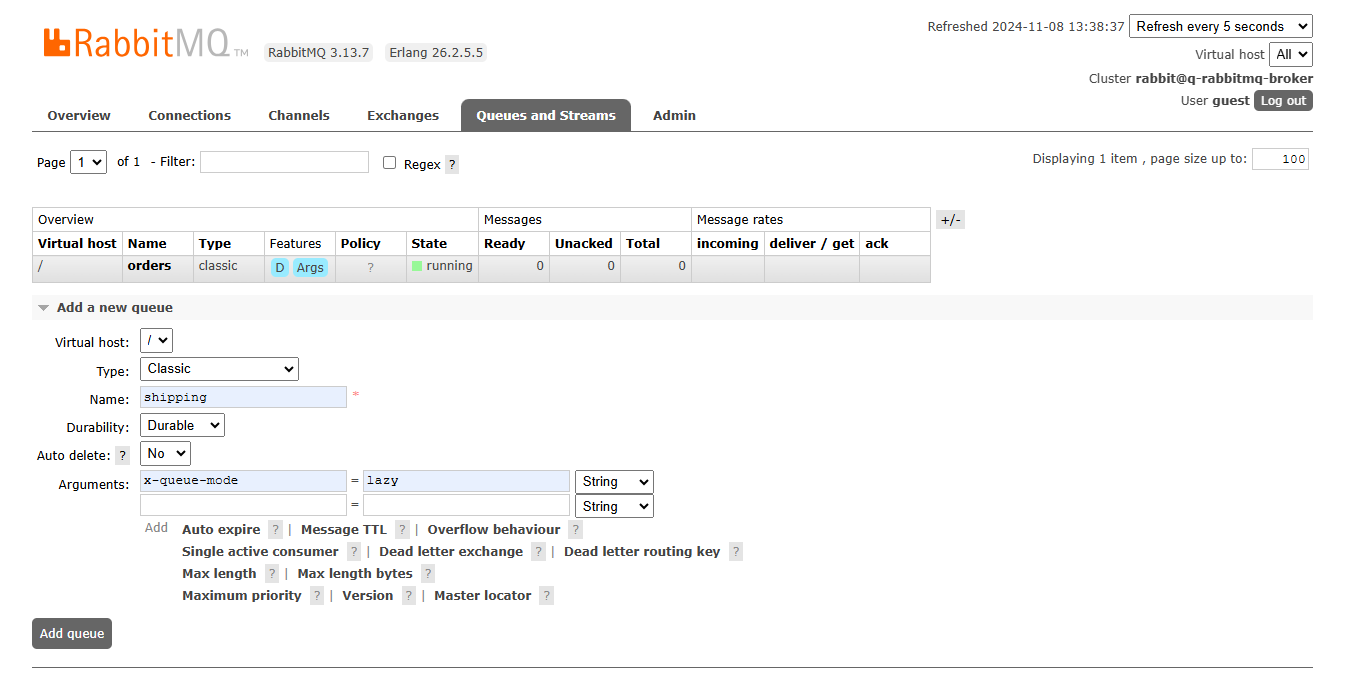 RabbitMQ TM RabbitMQ 3.13.7 Erlang 26.2.5.5
Refreshed 2024-11-08 13:38:37 Refresh every 5 seconds
Virtual host All
Cluster rabbit@q-rabbitmq-broker
User guest Log out
Overview Connections Channels Exchanges Queues and Streams Admin
Page 1 of 1 - Filter: Regex ? Displaying 1 item , page size up to: 100
Overview Messages Message rates +/-
Virtual host Name Type Features Policy State Ready Unacked Total incoming deliver / get ack
/ orders classic D Args ? running 0 0 0
Add a new queue
Virtual host: /
Type: Classic
Name: shipping *
Durability: Durable
Auto delete: ? No
Arguments: x-queue-mode = lazy String
= String
Add Auto expire ? | Message TTL ? | Overflow behaviour ?
Single active consumer ? | Dead letter exchange ? | Dead letter routing key ?
Max length ? | Max length bytes ?
Maximum priority ? | Version ? | Master locator ?
Add queue